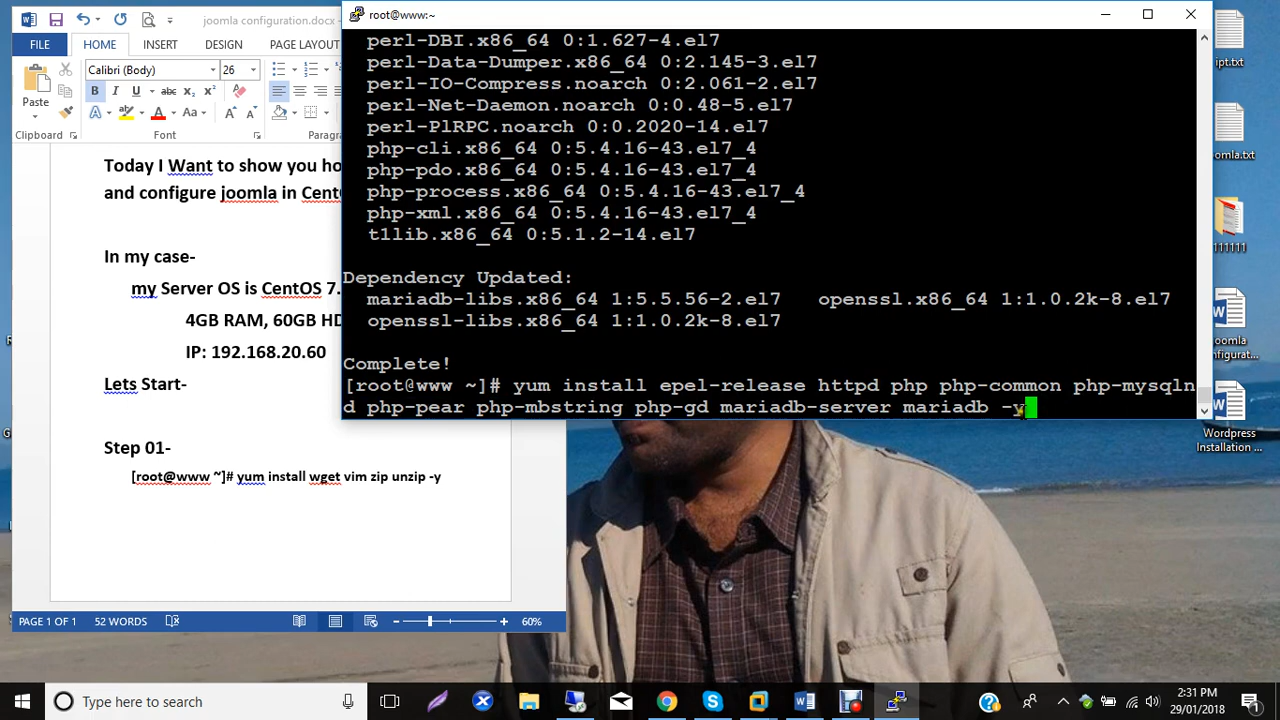 joomla configuration.docx -
FILE HOME INSERT DESIGN PAGE LAYOUT
Calibri (Body) 26
Paste
B I U abc x₂ x²
A A Aa
Clipboard Font
Today I Want to show you ho
and configure joomla in Cent
In my case-
my Server OS is CentOS 7.
4GB RAM, 60GB HD
IP: 192.168.20.60
Lets Start-
Step 01-
[root@www ~]# yum install wget vim zip unzip -y
PAGE 1 OF 1 52 WORDS 60%
root@www:~
perl-DBI.x86_64 0:1.627-4.el7
perl-Data-Dumper.x86_64 0:2.145-3.el7
perl-IO-Compress.noarch 0:2.061-2.el7
perl-Net-Daemon.noarch 0:0.48-5.el7
perl-PlRPC.noarch 0:0.2020-14.el7
php-cli.x86_64 0:5.4.16-43.el7_4
php-pdo.x86_64 0:5.4.16-43.el7_4
php-process.x86_64 0:5.4.16-43.el7_4
php-xml.x86_64 0:5.4.16-43.el7_4
t1lib.x86_64 0:5.1.2-14.el7
Dependency Updated:
mariadb-libs.x86_64 1:5.5.56-2.el7 openssl.x86_64 1:1.0.2k-8.el7
openssl-libs.x86_64 1:1.0.2k-8.el7
Complete!
[root@www ~]# yum install epel-release httpd php php-common php-mysqln
d php-pear php-mbstring php-gd mariadb-server mariadb -y
ipt.txt
omla.txt
111111
Joomla
Configurat...
Wordpress
Installation ...
Type here to search
2:31 PM
29/01/2018